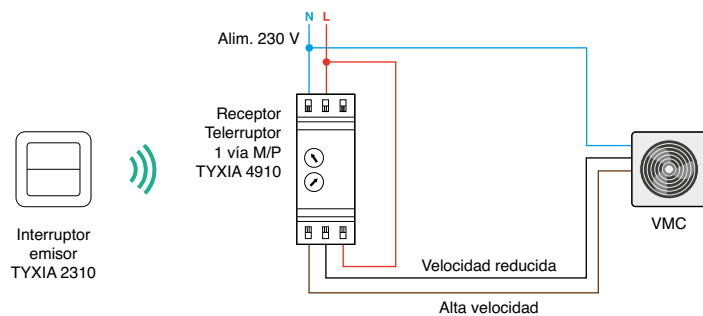 N L
Alim. 230 V
Receptor
Telerruptor
1 vía M/P
TYXIA 4910
Interruptor
emisor
TYXIA 2310
VMC
Velocidad reducida
Alta velocidad